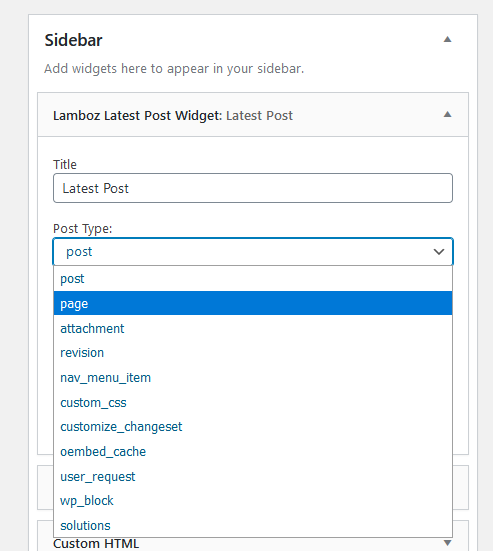 Sidebar
Add widgets here to appear in your sidebar.
Lamboz Latest Post Widget: Latest Post
Title
Latest Post
Post Type:
post
post
page
attachment
revision
nav_menu_item
custom_css
customize_changeset
oembed_cache
user_request
wp_block
solutions
Custom HTML